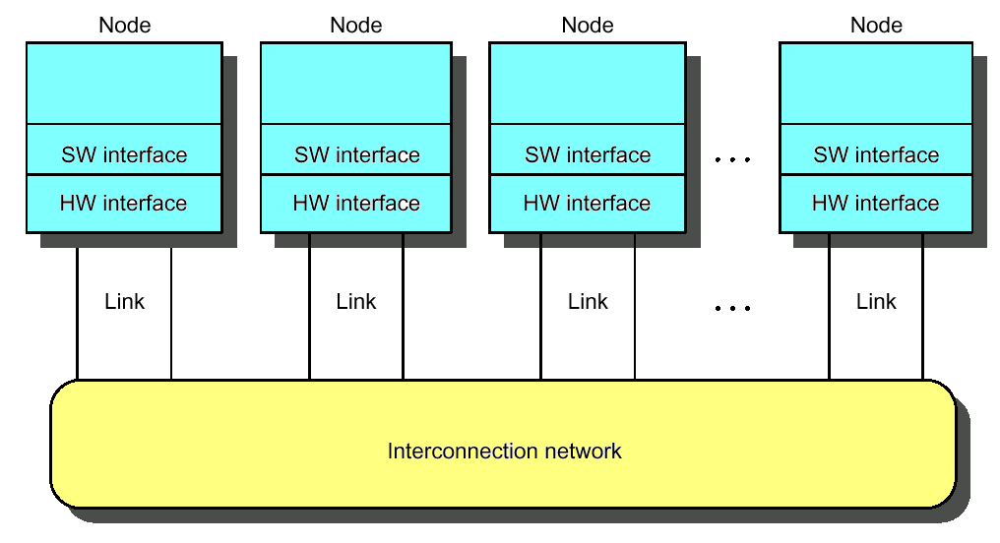 Node Node Node Node
SW interface SW interface SW interface ... SW interface
HW interface HW interface HW interface HW interface
Link Link Link ... Link
Interconnection network